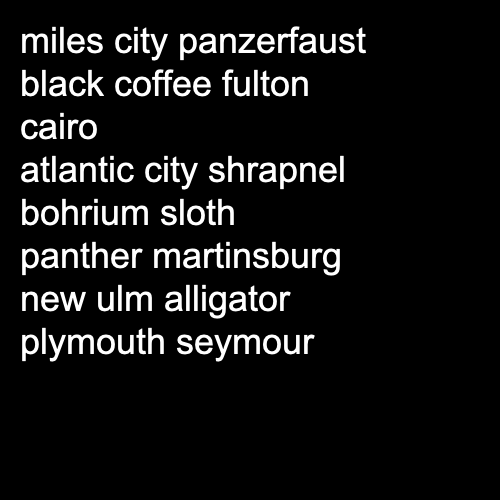 miles city panzerfaust
black coffee fulton
cairo
atlantic city shrapnel
bohrium sloth
panther martinsburg
new ulm alligator
plymouth seymour